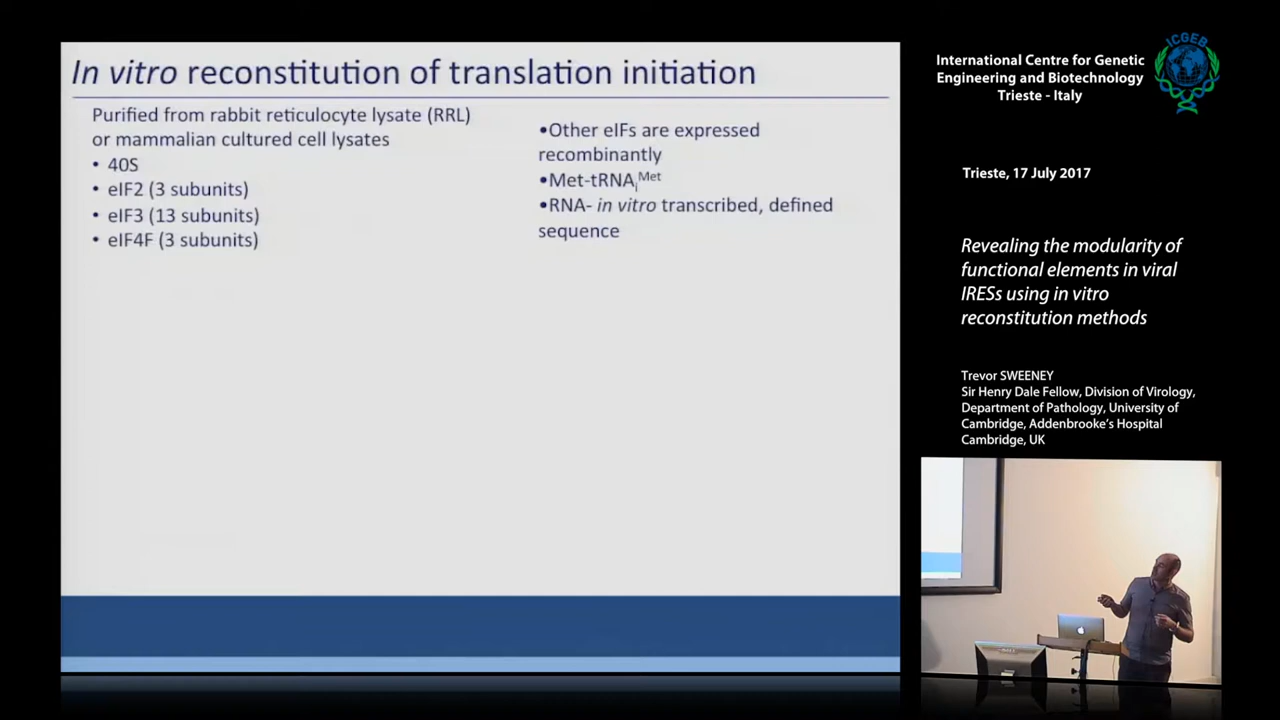 In vitro reconstitution of translation initiation
Purified from rabbit reticulocyte lysate (RRL)
or mammalian cultured cell lysates
• 40S
• eIF2 (3 subunits)
• eIF3 (13 subunits)
• eIF4F (3 subunits)
•Other eIFs are expressed
recombinantly
•Met-tRNAiMet
•RNA- in vitro transcribed, defined
sequence
International Centre for Genetic
Engineering and Biotechnology
Trieste - Italy
ICGEB
Trieste, 17 July 2017
Revealing the modularity of
functional elements in viral
IRESs using in vitro
reconstitution methods
Trevor SWEENEY
Sir Henry Dale Fellow, Division of Virology,
Department of Pathology, University of
Cambridge, Addenbrooke's Hospital
Cambridge, UK